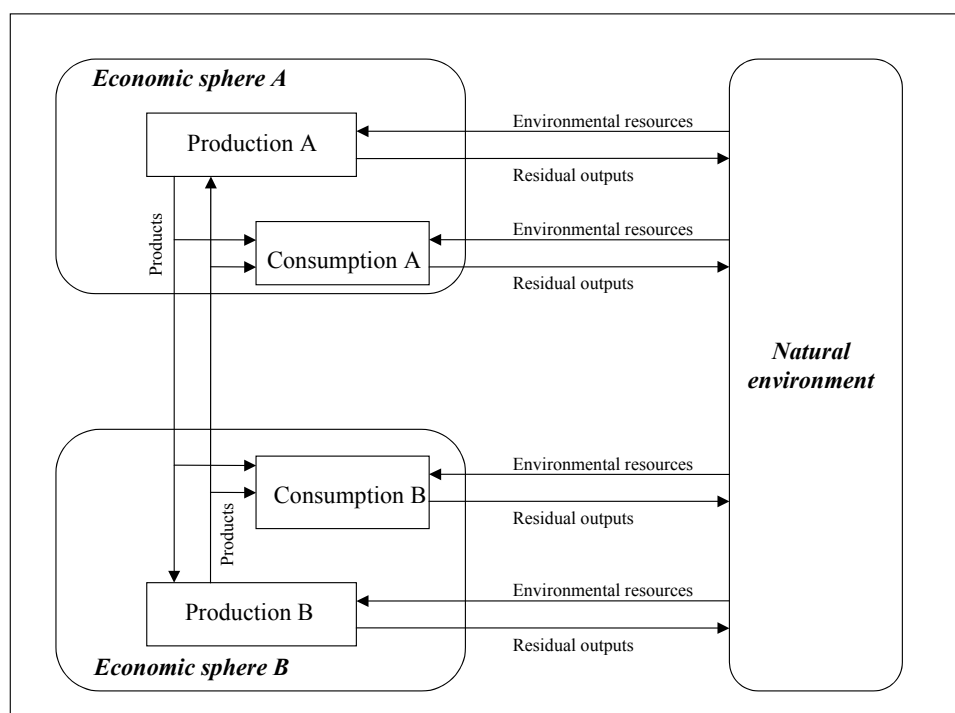 Economic sphere A
Production A
Environmental resources
Residual outputs
Products
Consumption A
Environmental resources
Residual outputs
Natural
environment
Consumption B
Environmental resources
Residual outputs
Products
Production B
Environmental resources
Residual outputs
Economic sphere B